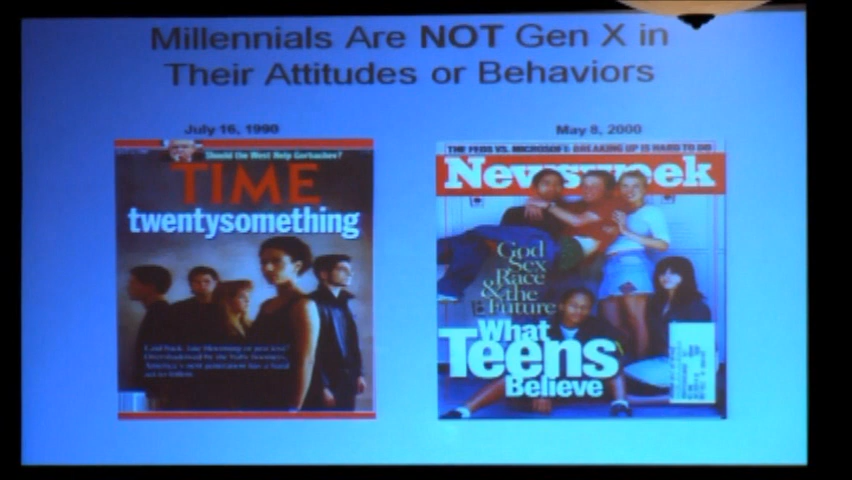 Millennials Are NOT Gen X in
Their Attitudes or Behaviors
July 16, 1990
May 8, 2000
Should the West Help Gorbachev?
TIME
twentysomething
THE FEDS VS. MICROSOFT: BREAKING UP IS HARD TO DO
Newsweek
God
Sex
Race
& the
Future
What
Teens
Believe